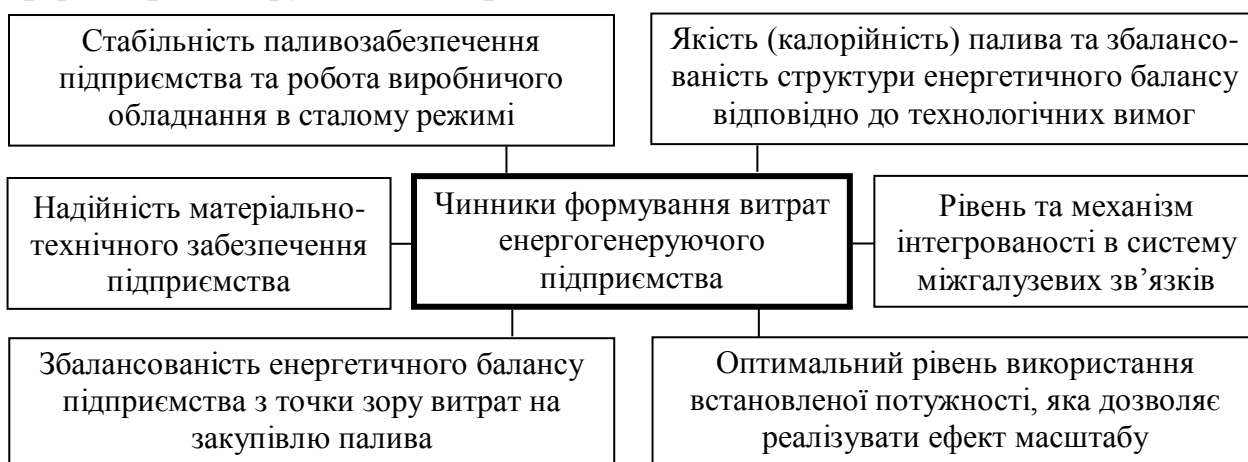 Стабільність паливозабезпечення
підприємства та робота виробничого
обладнання в сталому режимі
Якість (калорійність) палива та збалансо-
ваність структури енергетичного балансу
відповідно до технологічних вимог
Надійність матеріально-
технічного забезпечення
підприємства
Чинники формування витрат
енергогенеруючого
підприємства
Рівень та механізм
інтегрованості в систему
міжгалузевих зв’язків
Збалансованість енергетичного балансу
підприємства з точки зору витрат на
закупівлю палива
Оптимальний рівень використання
встановленої потужності, яка дозволяє
реалізувати ефект масштабу